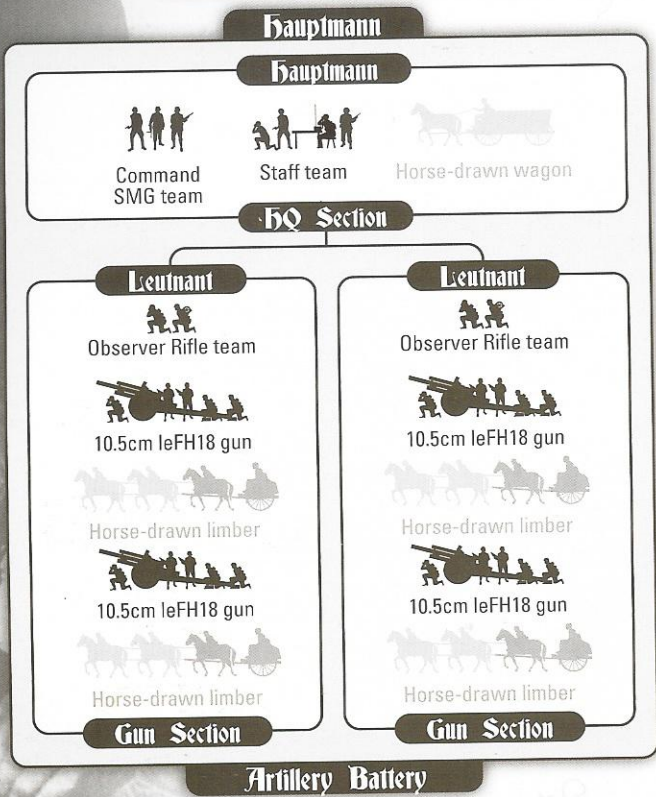 Hauptmann
Hauptmann
Command
SMG team
Staff team
Horse-drawn wagon
HQ Section
Leutnant
Observer Rifle team
10.5cm leFH18 gun
Horse-drawn limber
10.5cm leFH18 gun
Horse-drawn limber
Gun Section
Leutnant
Observer Rifle team
10.5cm leFH18 gun
Horse-drawn limber
10.5cm leFH18 gun
Horse-drawn limber
Gun Section
Artillery Battery